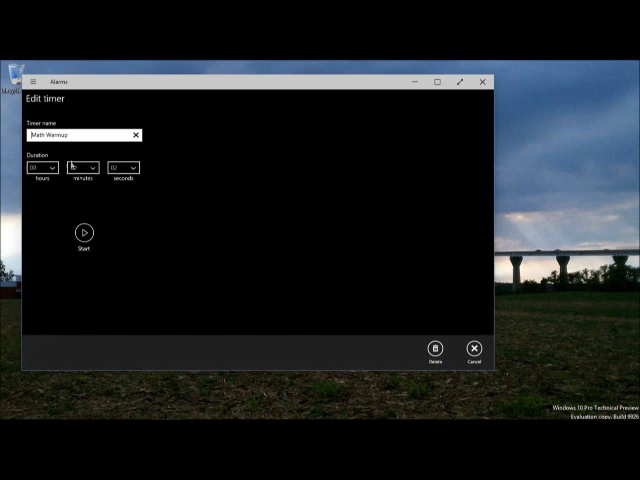 Alarms
Edit timer
Timer name
Math Warmup
Duration
00
02
hours
minutes
seconds
Start
Delete
Cancel
Windows 10 Pro Technical Preview
Evaluation copy. Build 9926